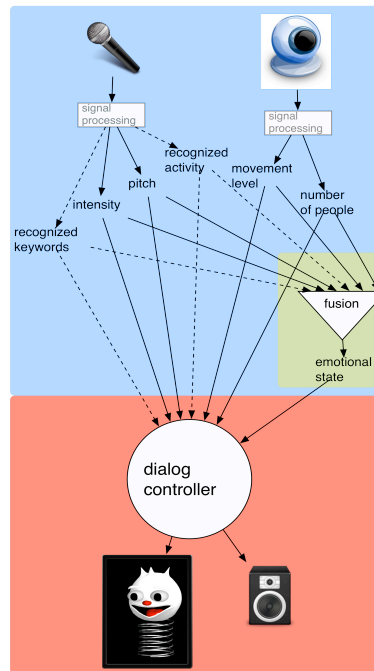 signal
processing
signal
processing
recognized
activity
movement
level
pitch
number
of people
intensity
recognized
keywords
fusion
emotional
state
dialog
controller